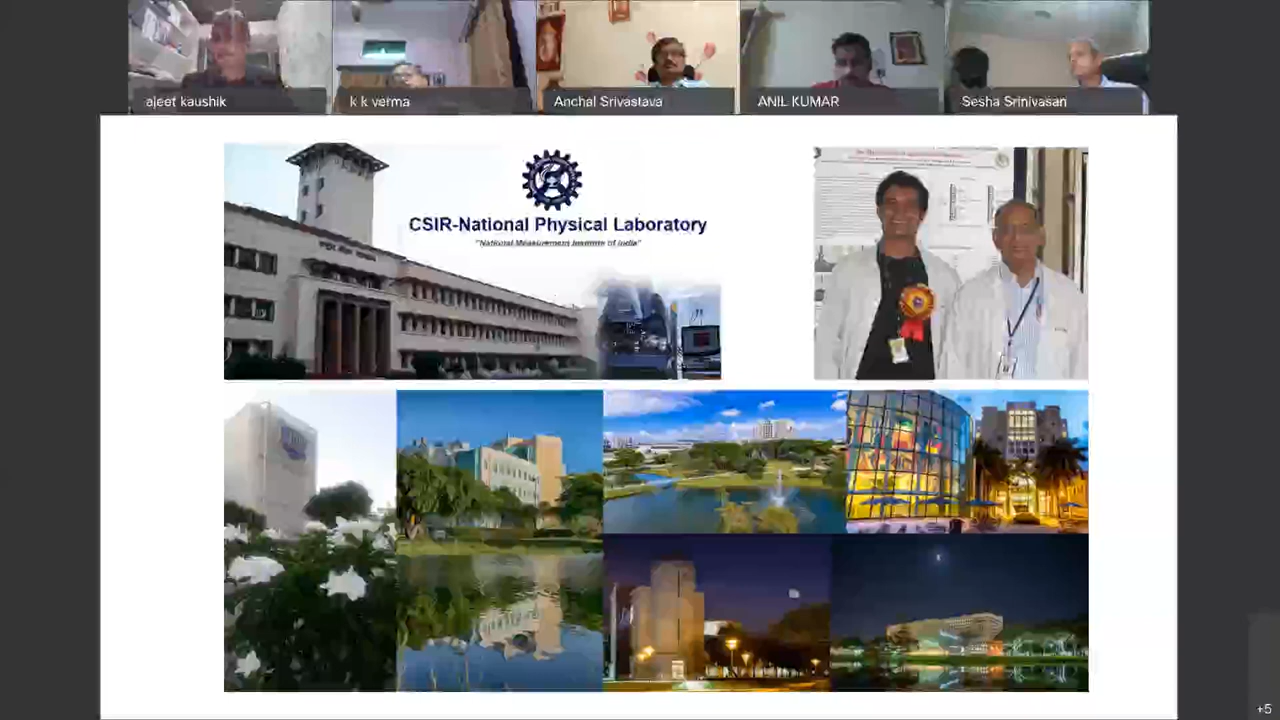 ajeet kaushik
k k verma
Anchal Srivastava
ANIL KUMAR
Sesha Srinivasan
CSIR-National Physical Laboratory
"National Measurement Institute of India"
+5